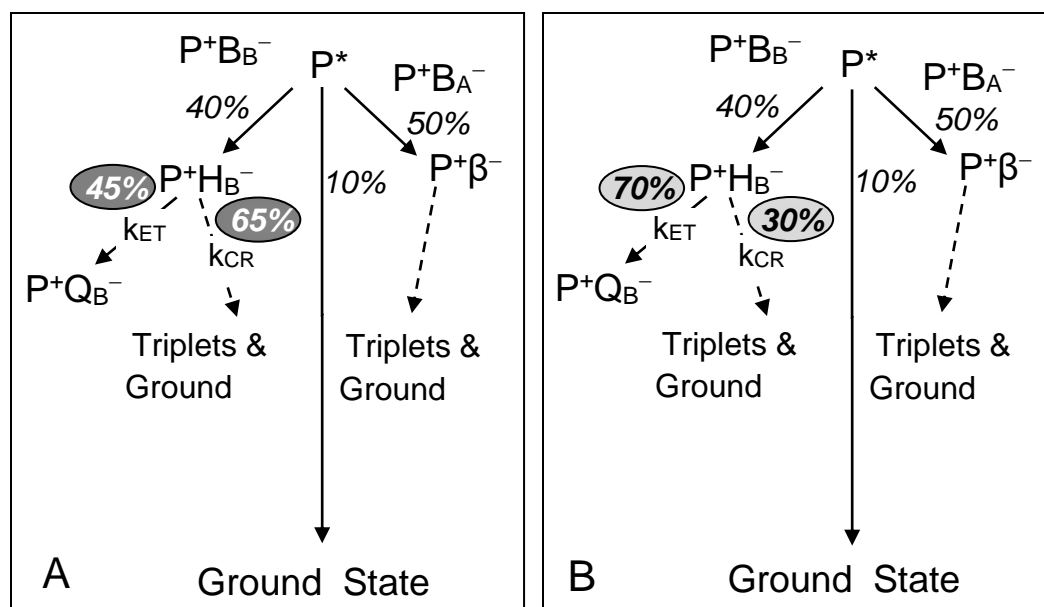 P⁺B_B⁻
P*
P⁺B_A⁻
40%
50%
P⁺β⁻
10%
45%
P⁺H_B⁻
65%
k_ET
k_CR
P⁺Q_B⁻
Triplets &
Ground
Triplets &
Ground
A
Ground State
P⁺B_B⁻
P*
P⁺B_A⁻
40%
50%
P⁺β⁻
10%
70%
P⁺H_B⁻
30%
k_ET
k_CR
P⁺Q_B⁻
Triplets &
Ground
Triplets &
Ground
B
Ground State